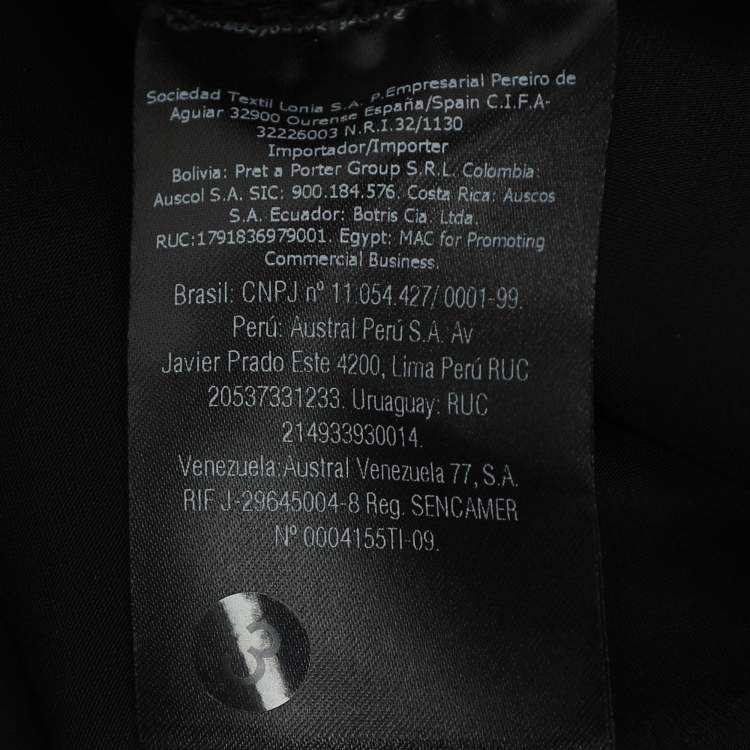 Sociedad Textil Lonia S.A. P.Empresarial Pereiro de
Aguiar 32900 Ourense España/Spain C.I.F.A-
32226003 N.R.I.32/1130
Importador/Importer
Bolivia: Pret a Porter Group S.R.L. Colombia:
Auscol S.A. SIC: 900.184.576. Costa Rica: Auscos
S.A. Ecuador: Botris Cia. Ltda.
RUC:1791836979001. Egypt: MAC for Promoting
Commercial Business.
Brasil: CNPJ nº 11.054.427/0001-99.
Perú: Austral Perú S.A. Av
Javier Prado Este 4200, Lima Perú RUC
20537331233. Uruaguay: RUC
214933930014.
Venezuela:Austral Venezuela 77, S.A.
RIF J-29645004-8 Reg. SENCAMER
Nº 0004155TI-09.
3